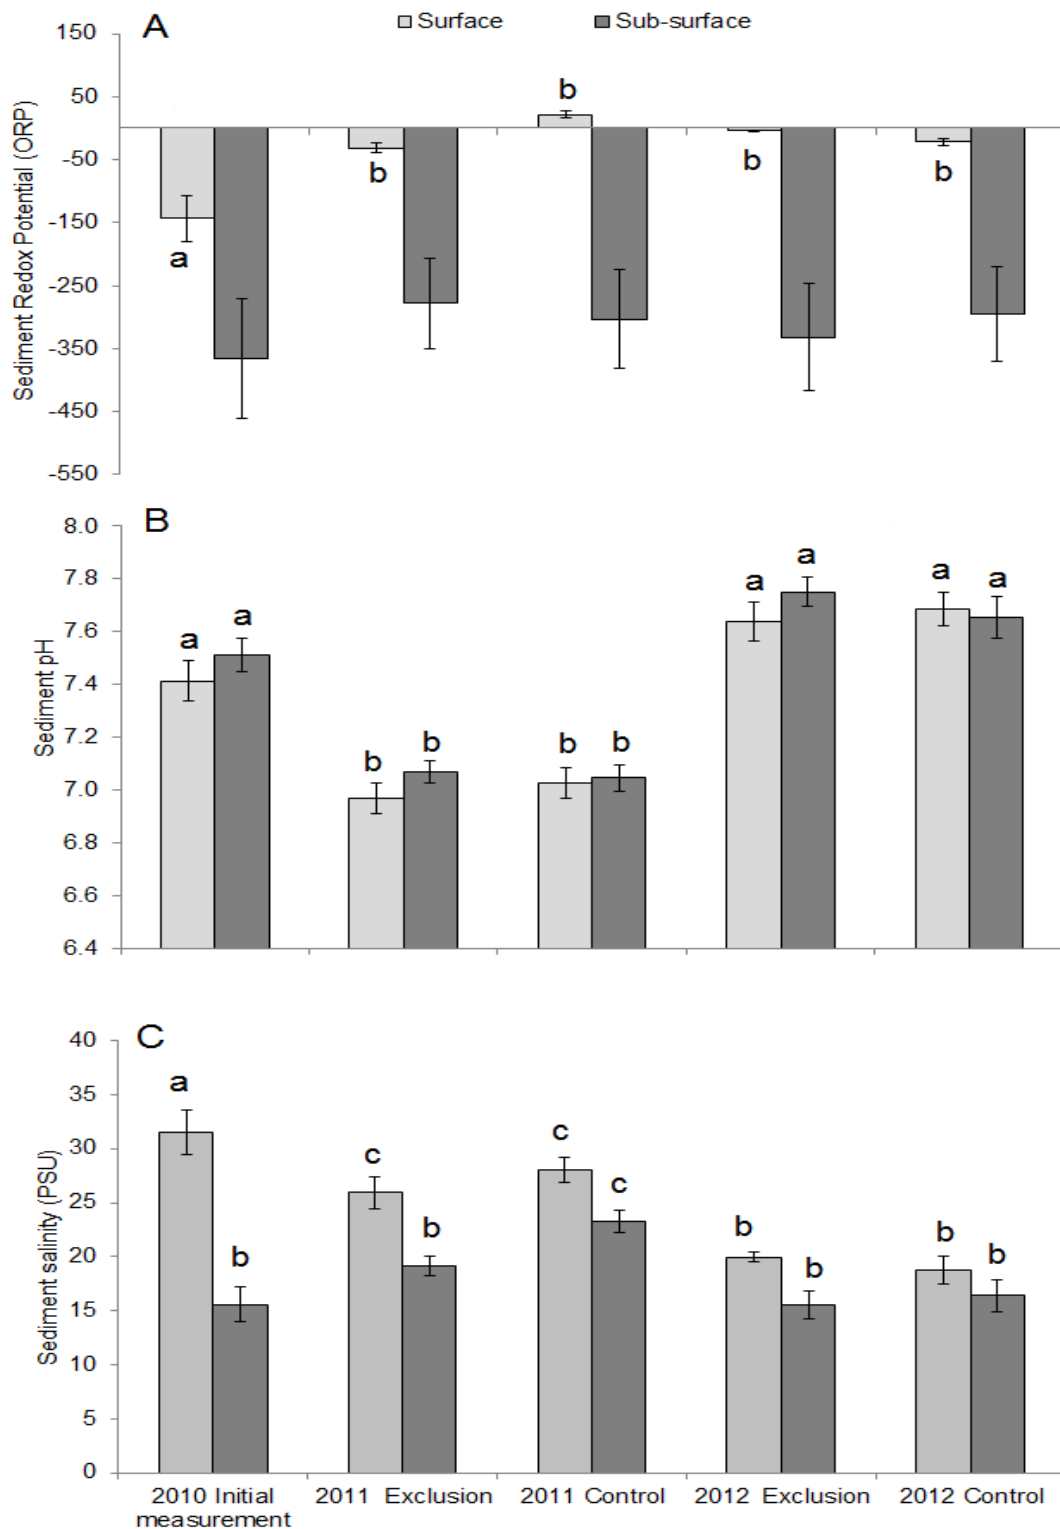 A
Surface
Sub-surface
Sediment Redox Potential (ORP)
150
50
-50
-150
-250
-350
-450
-550
a
b
b
b
b
B
Sediment pH
8.0
7.8
7.6
7.4
7.2
7.0
6.8
6.6
6.4
a
a
b
b
b
b
a
a
a
a
C
Sediment salinity (PSU)
40
35
30
25
20
15
10
5
0
a
b
c
b
c
c
b
b
b
b
2010 Initial measurement
2011 Exclusion
2011 Control
2012 Exclusion
2012 Control